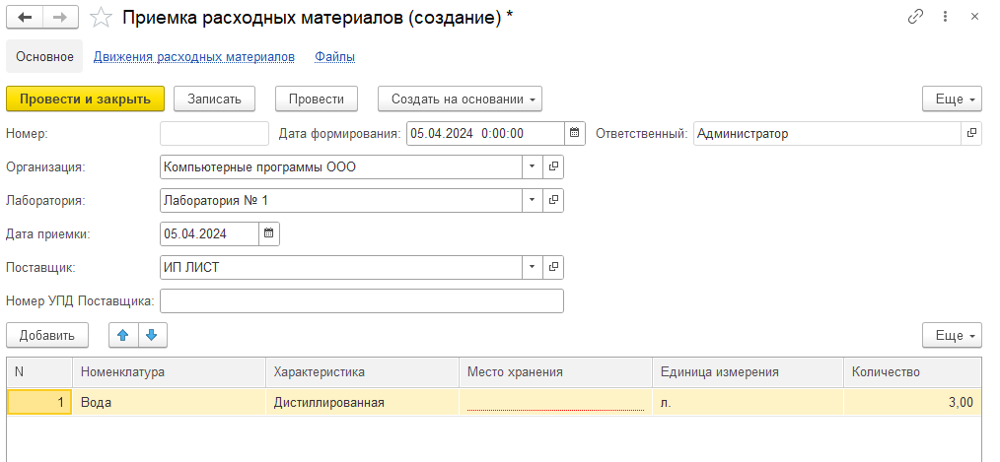 Приемка расходных материалов (создание) *
Основное Движения расходных материалов Файлы
Провести и закрыть Записать Провести Создать на основании Еще
Номер: Дата формирования: 05.04.2024 0:00:00 Ответственный: Администратор
Организация: Компьютерные программы ООО
Лаборатория: Лаборатория № 1
Дата приемки: 05.04.2024
Поставщик: ИП ЛИСТ
Номер УПД Поставщика:
Добавить Еще
N Номенклатура Характеристика Место хранения Единица измерения Количество
1 Вода Дистиллированная л. 3,00